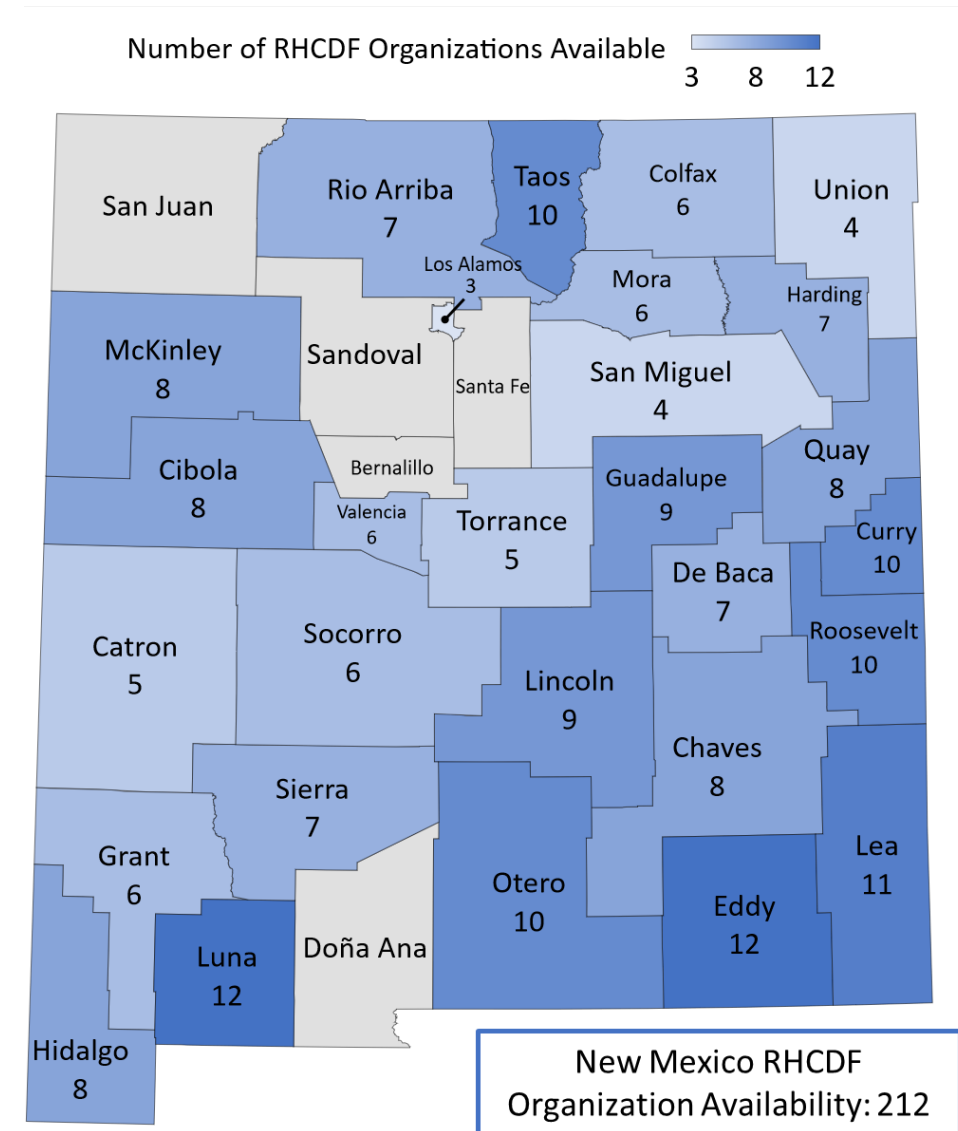 Number of RHCDF Organizations Available
3 8 12
San Juan
Rio Arriba
7
Taos
10
Colfax
6
Union
4
Los Alamos
3
Mora
6
Harding
7
McKinley
8
Sandoval
Santa Fe
San Miguel
4
Cibola
8
Bernalillo
Valencia
6
Torrance
5
Guadalupe
9
Quay
8
Curry
10
De Baca
7
Roosevelt
10
Catron
5
Socorro
6
Lincoln
9
Chaves
8
Sierra
7
Grant
6
Otero
10
Eddy
12
Lea
11
Luna
12
Doña Ana
Hidalgo
8
New Mexico RHCDF
Organization Availability: 212